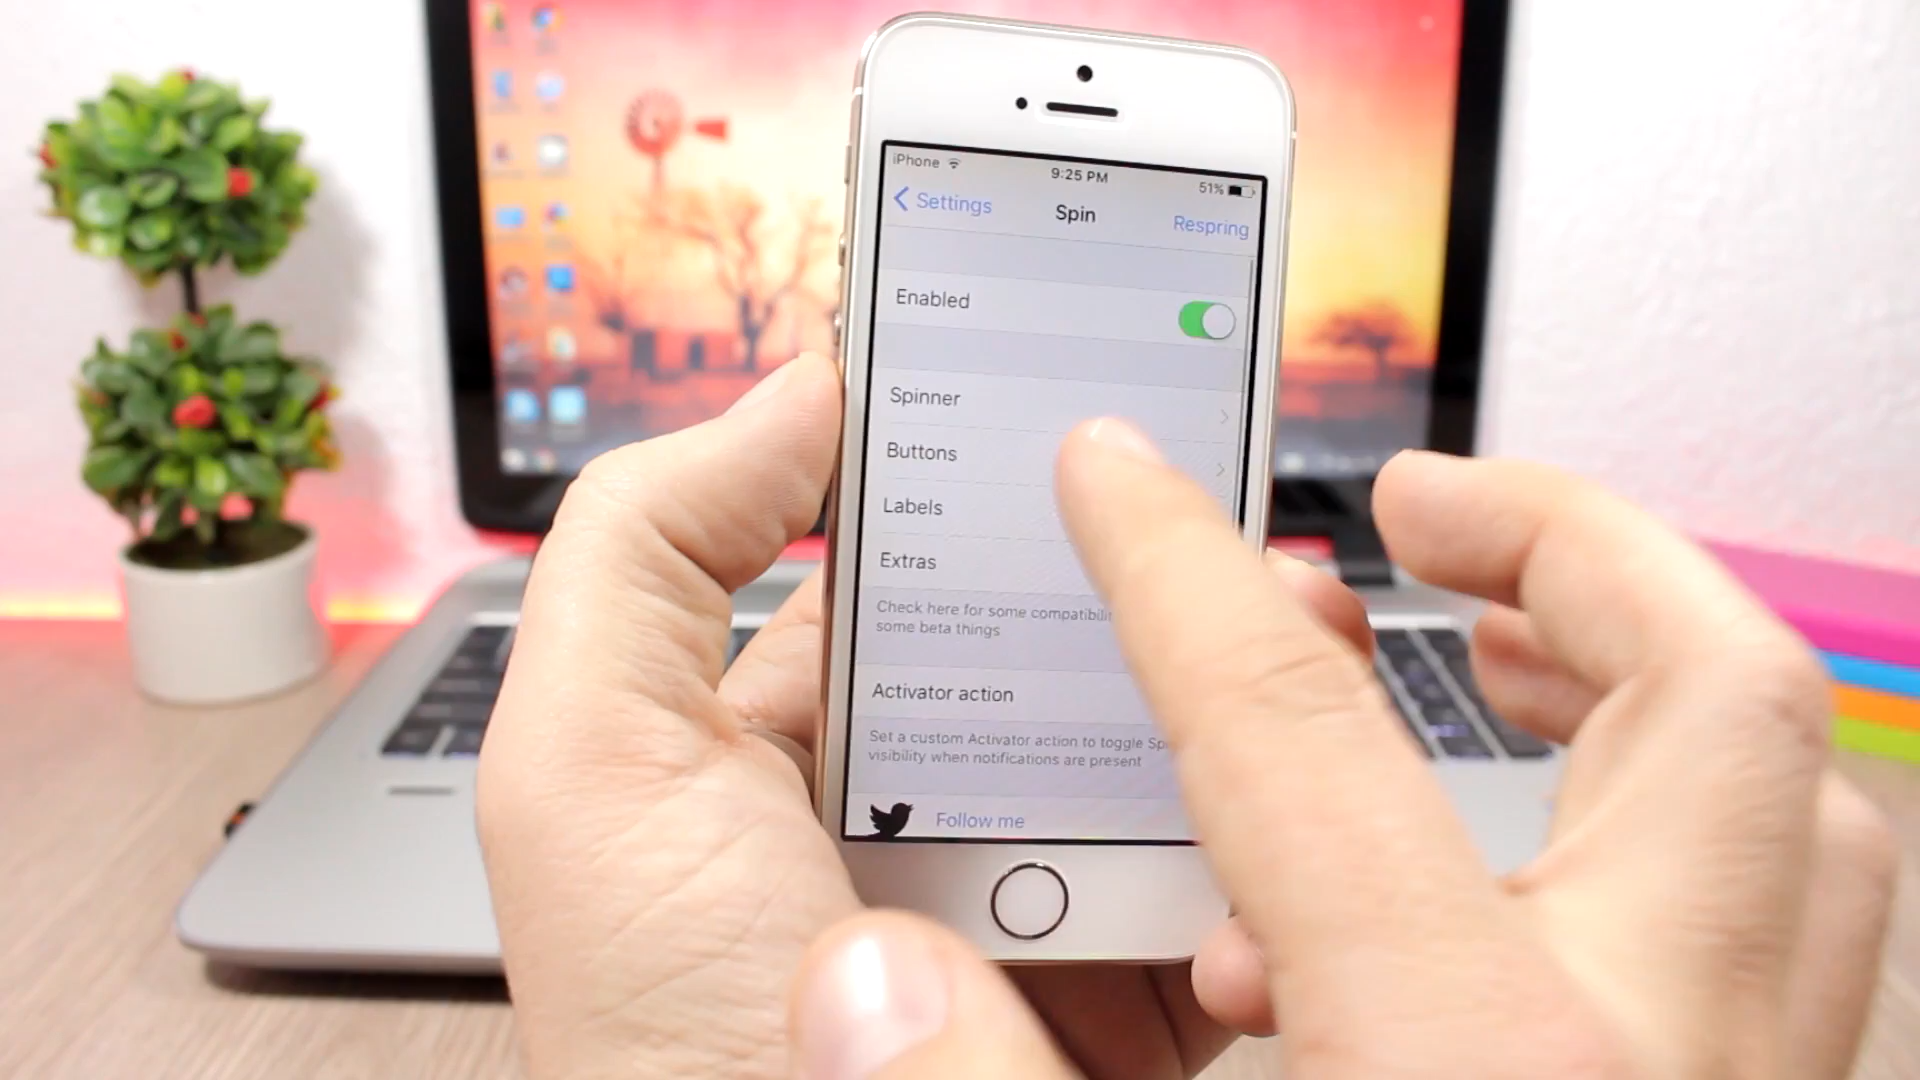 iPhone
9:25 PM
51%
Settings
Spin
Respring
Enabled
Spinner
Buttons
Labels
Extras
Check here for some
some beta things
Activator action
Set a custom Activator action to toggle
visibility when notifications are present
Follow me